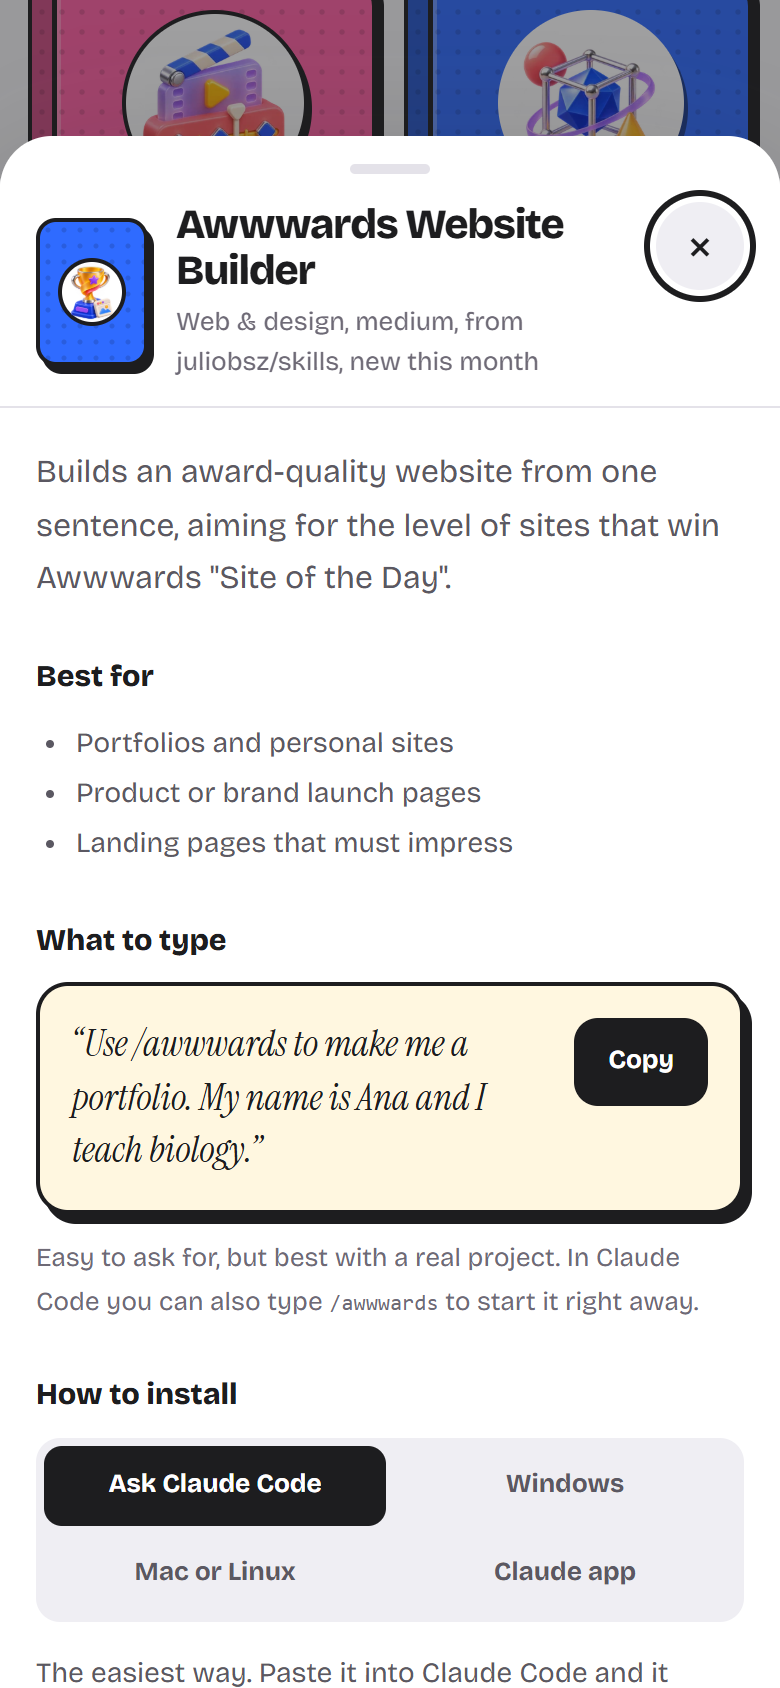 Awwwards Website
Builder
Web & design, medium, from
juliobsz/skills, new this month
Builds an award-quality website from one
sentence, aiming for the level of sites that win
Awwwards "Site of the Day".
Best for
• Portfolios and personal sites
• Product or brand launch pages
• Landing pages that must impress
What to type
“Use /awwwards to make me a
portfolio. My name is Ana and I
teach biology.”
Copy
Easy to ask for, but best with a real project. In Claude
Code you can also type /awwwards to start it right away.
How to install
Ask Claude Code
Windows
Mac or Linux
Claude app
The easiest way. Paste it into Claude Code and it